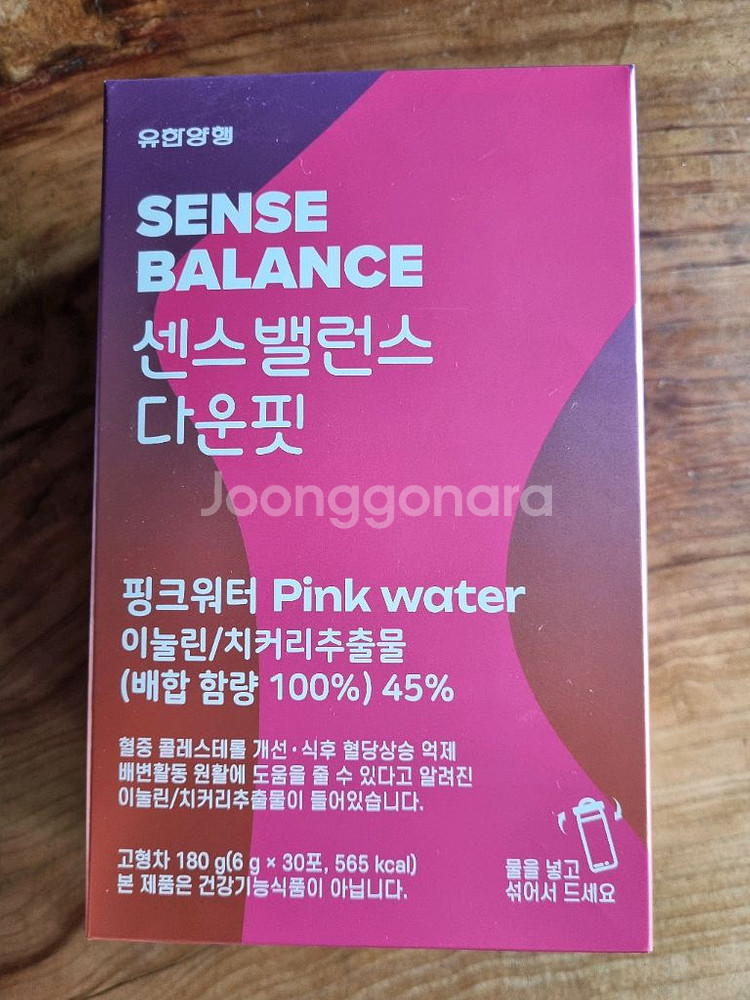 유한양행
SENSE
BALANCE
센스밸런스
다운핏
Joonggonara
핑크워터 Pink water
이눌린/치커리추출물
(배합 함량 100%) 45%
혈중 콜레스테롤 개선·식후 혈당상승 억제
배변활동 원활에 도움을 줄 수 있다고 알려진
이눌린/치커리추출물이 들어있습니다.
고형차 180 g(6 g × 30포, 565 kcal)
본 제품은 건강기능식품이 아닙니다.
물을 넣고
섞어서 드세요